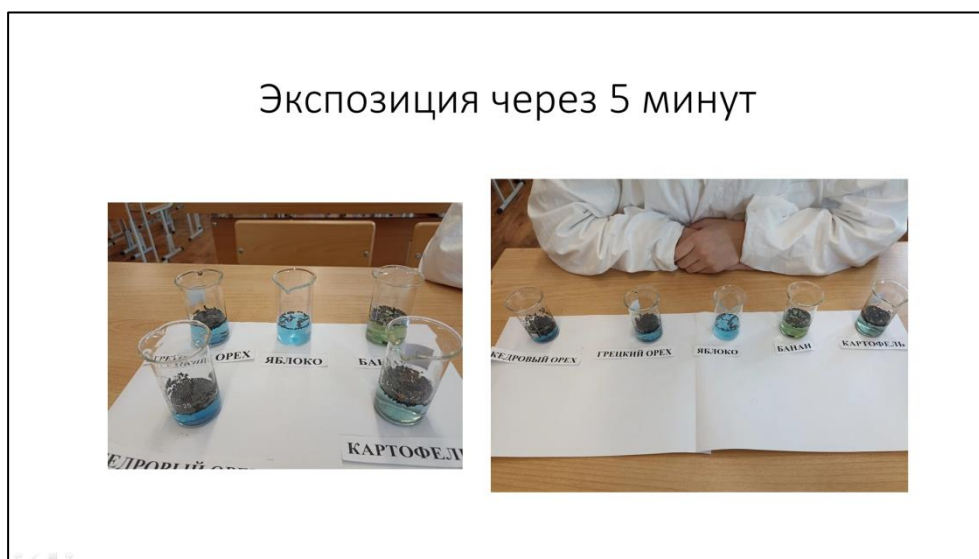 Экспозиция через 5 минут
ОРЕХ
ЯБЛОКО
КАРТОФЕЛЬ
КЕДРОВЫЙ ОРЕХ
ГРЕЦКИЙ ОРЕХ
ЯБЛОКО
БАНАН
КАРТОФЕЛЬ